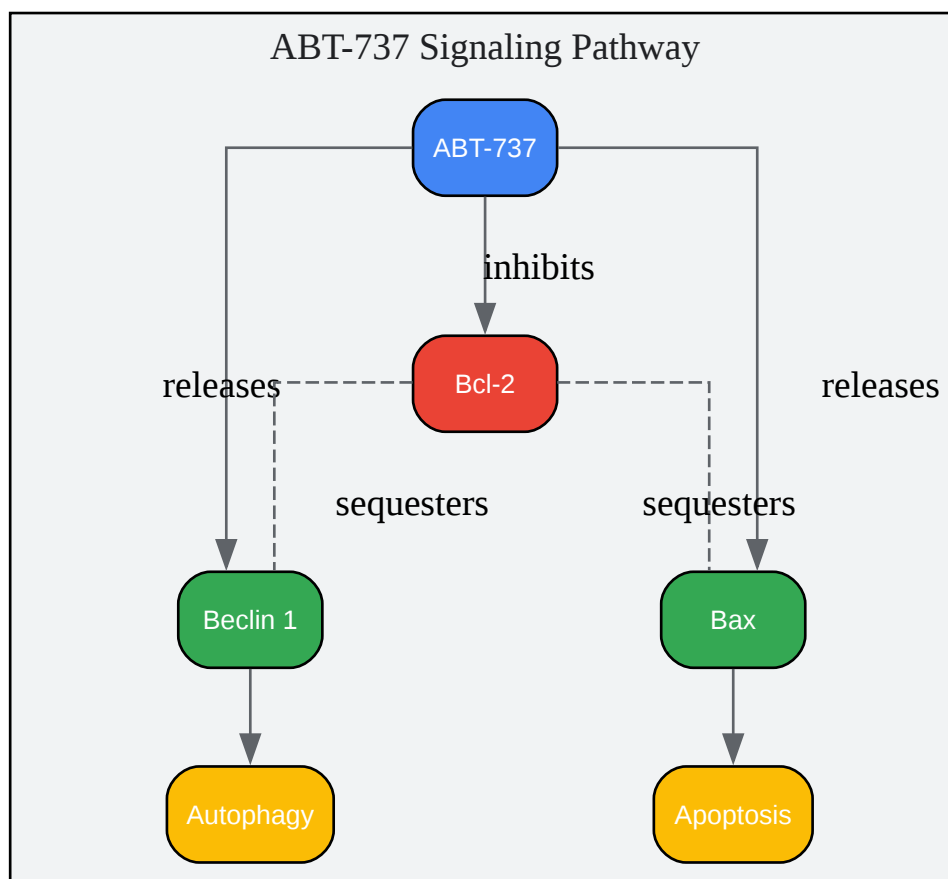 ABT-737 Signaling Pathway
ABT-737
inhibits
releases
Bcl-2
releases
sequesters
sequesters
Beclin 1
Bax
Autophagy
Apoptosis